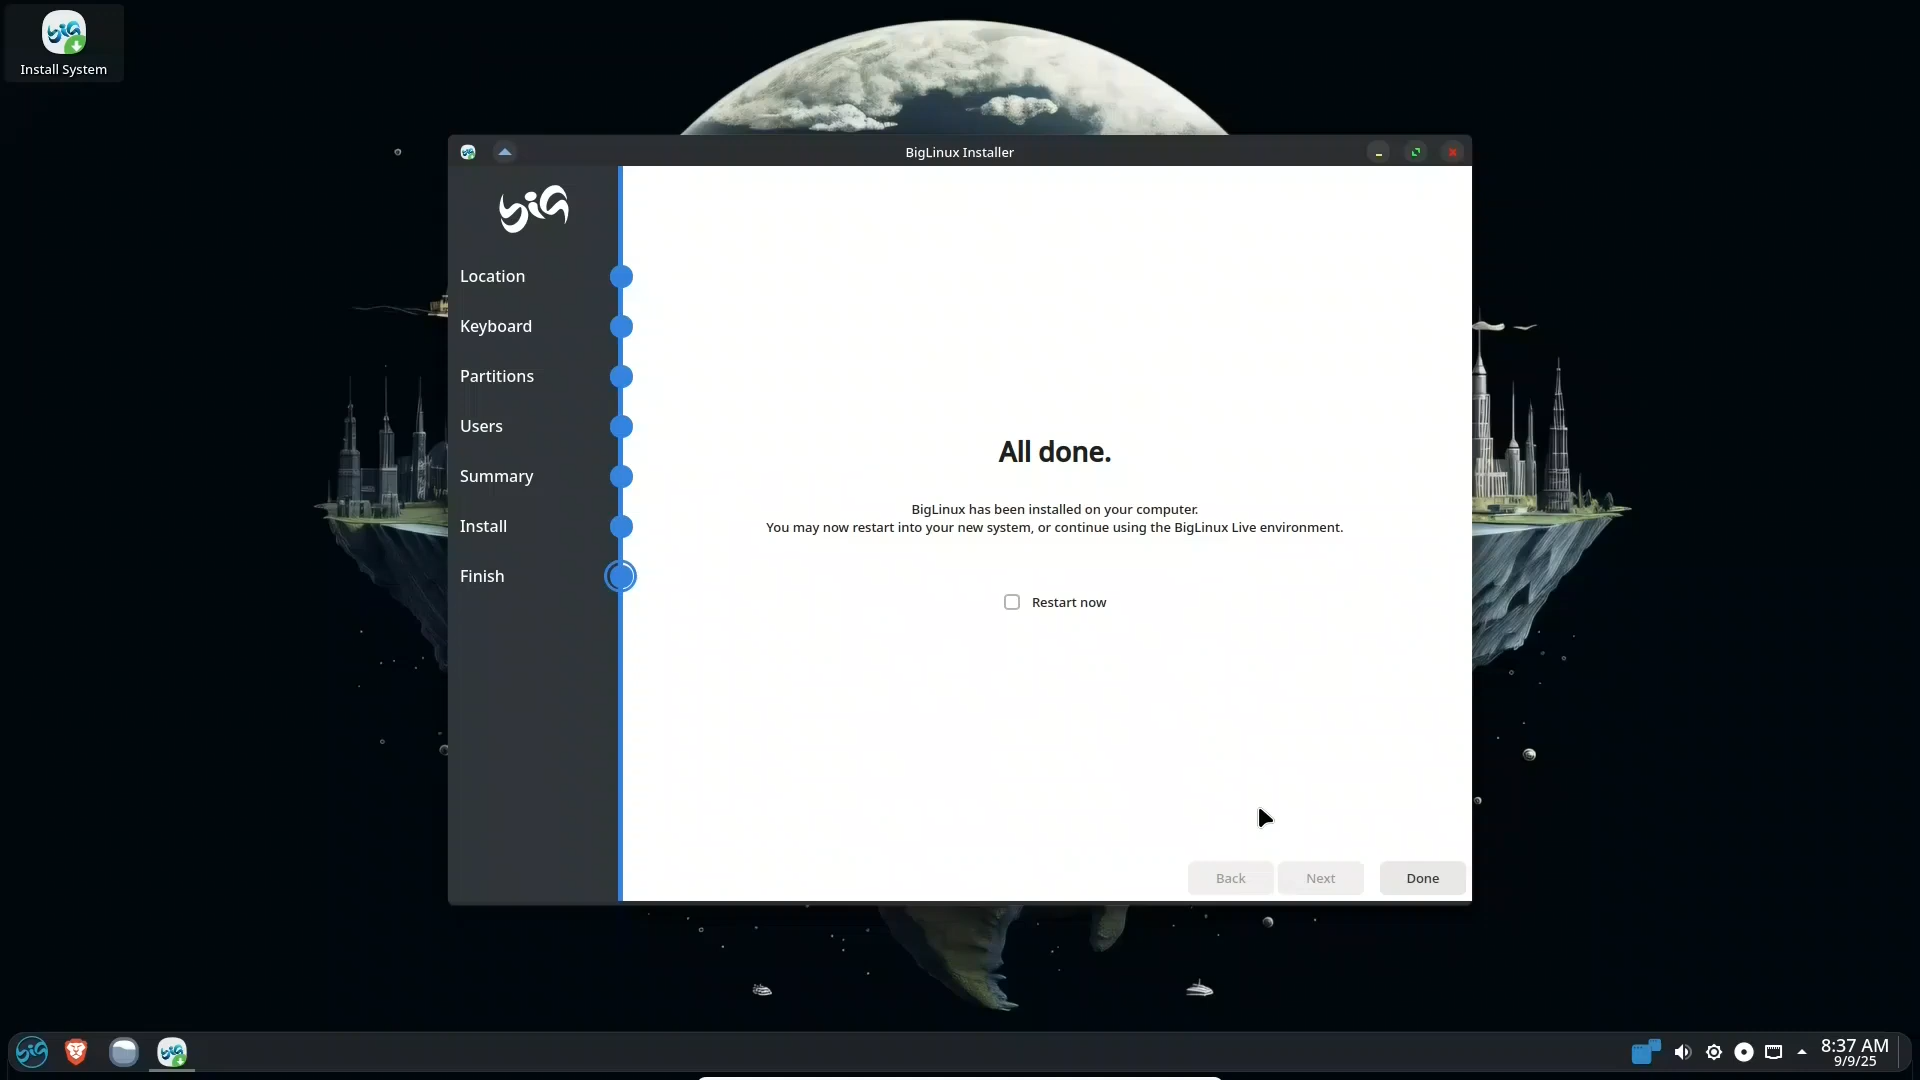 Install System
BigLinux Installer
big
Location
Keyboard
Partitions
Users
Summary
Install
Finish
All done.
BigLinux has been installed on your computer.
You may now restart into your new system, or continue using the BigLinux Live environment.
Restart now
Back
Next
Done
8:37 AM
9/9/25